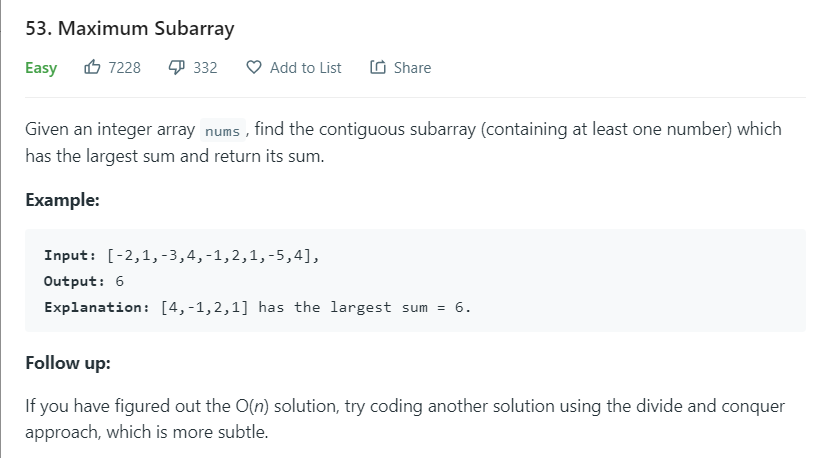 53. Maximum Subarray
Easy 7228 332 Add to List Share
Given an integer array nums , find the contiguous subarray (containing at least one number) which
has the largest sum and return its sum.
Example:
Input: [-2,1,-3,4,-1,2,1,-5,4],
Output: 6
Explanation: [4,-1,2,1] has the largest sum = 6.
Follow up:
If you have figured out the O(n) solution, try coding another solution using the divide and conquer
approach, which is more subtle.